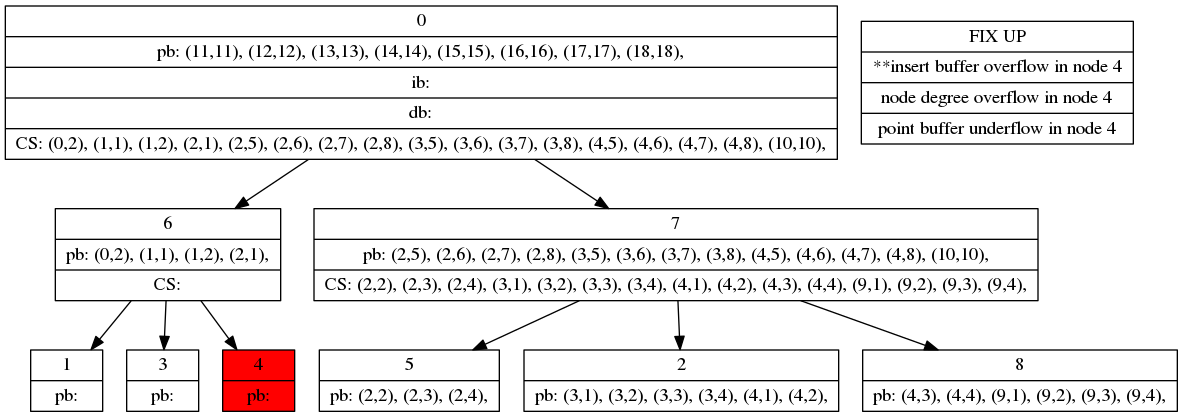 0
pb: (11,11), (12,12), (13,13), (14,14), (15,15), (16,16), (17,17), (18,18),
ib:
db:
CS: (0,2), (1,1), (1,2), (2,1), (2,5), (2,6), (2,7), (2,8), (3,5), (3,6), (3,7), (3,8), (4,5), (4,6), (4,7), (4,8), (10,10),
FIX UP
**insert buffer overflow in node 4
node degree overflow in node 4
point buffer underflow in node 4
6
pb: (0,2), (1,1), (1,2), (2,1),
CS:
7
pb: (2,5), (2,6), (2,7), (2,8), (3,5), (3,6), (3,7), (3,8), (4,5), (4,6), (4,7), (4,8), (10,10),
CS: (2,2), (2,3), (2,4), (3,1), (3,2), (3,3), (3,4), (4,1), (4,2), (4,3), (4,4), (9,1), (9,2), (9,3), (9,4),
1
pb:
3
pb:
4
pb:
5
pb: (2,2), (2,3), (2,4),
2
pb: (3,1), (3,2), (3,3), (3,4), (4,1), (4,2),
8
pb: (4,3), (4,4), (9,1), (9,2), (9,3), (9,4),